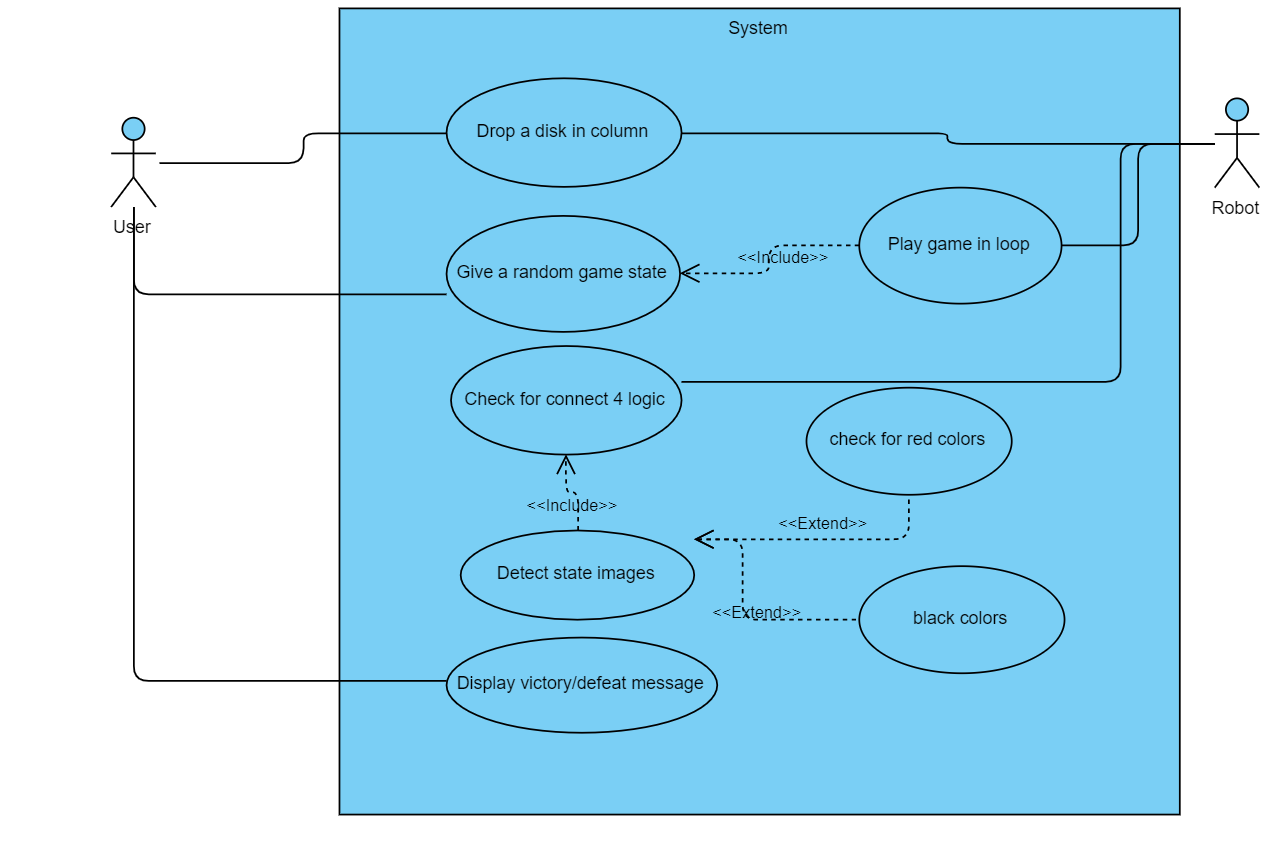 System
Drop a disk in column
User
Robot
Play game in loop
<<Include>>
Give a random game state
Check for connect 4 logic
check for red colors
<<Include>>
<<Extend>>
Detect state images
<<Extend>>
black colors
Display victory/defeat message